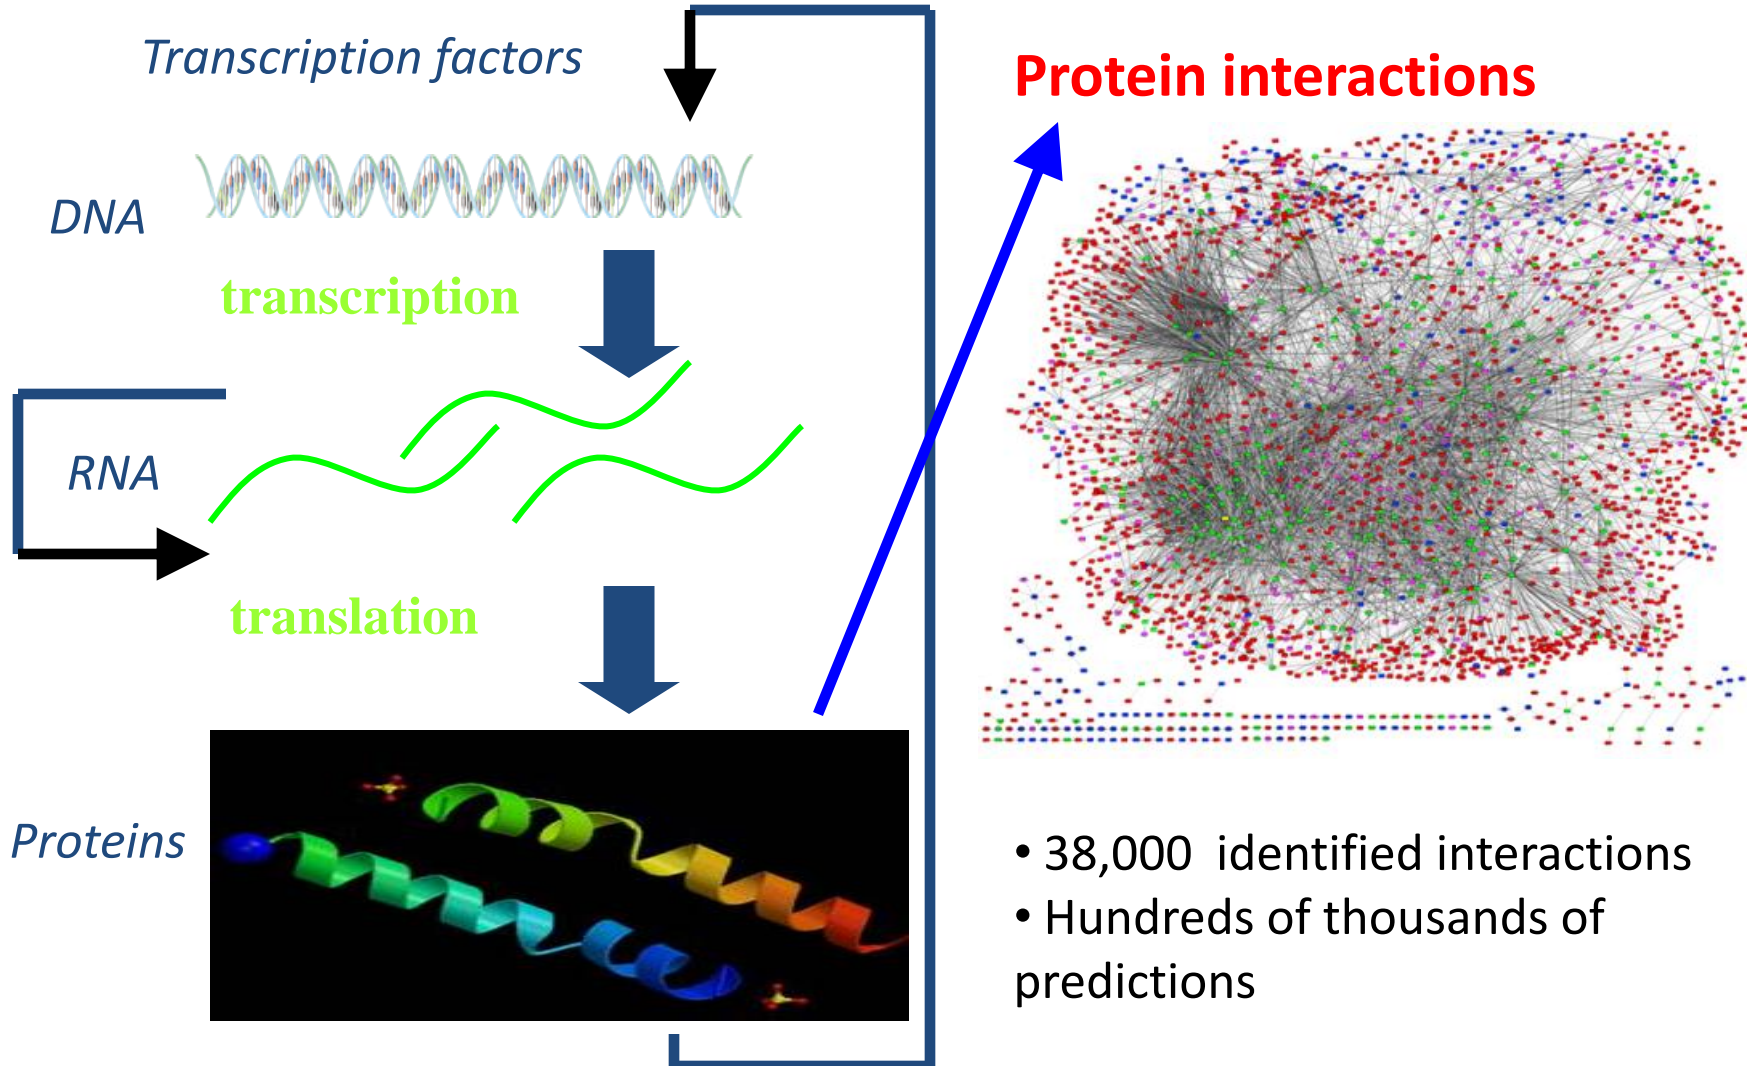 Transcription factors
DNA
transcription
RNA
translation
Proteins
Protein interactions
• 38,000  identified interactions
• Hundreds of thousands of
predictions